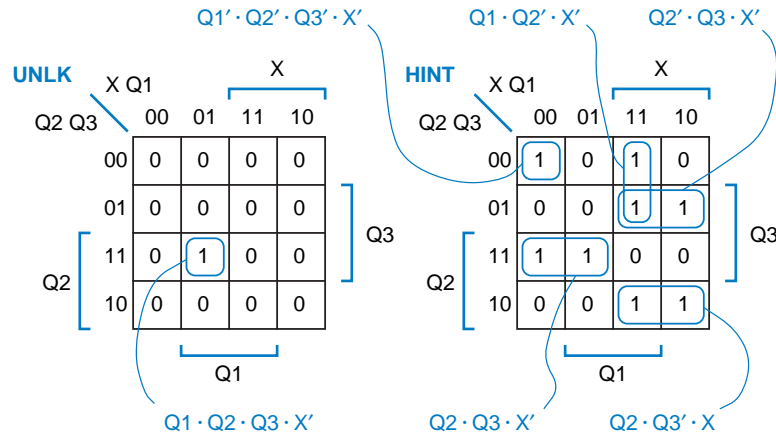 Q1′ · Q2′ · Q3′ · X′ Q1′ · Q2′ · X′ Q2′ · Q3 · X′
UNLK X Q1 X HINT X Q1 X
Q2 Q3 00 01 11 10 Q2 Q3 00 01 11 10
00 0 0 0 0 00 1 0 1 0
01 0 0 0 0 01 0 0 1 1
Q3 Q3
11 0 1 0 0 11 1 1 0 0
Q2 Q2
10 0 0 0 0 10 0 0 1 1
Q1 Q1
Q1 · Q2 · Q3 · X′ Q2 · Q3 · X′ Q2 · Q3′ · X